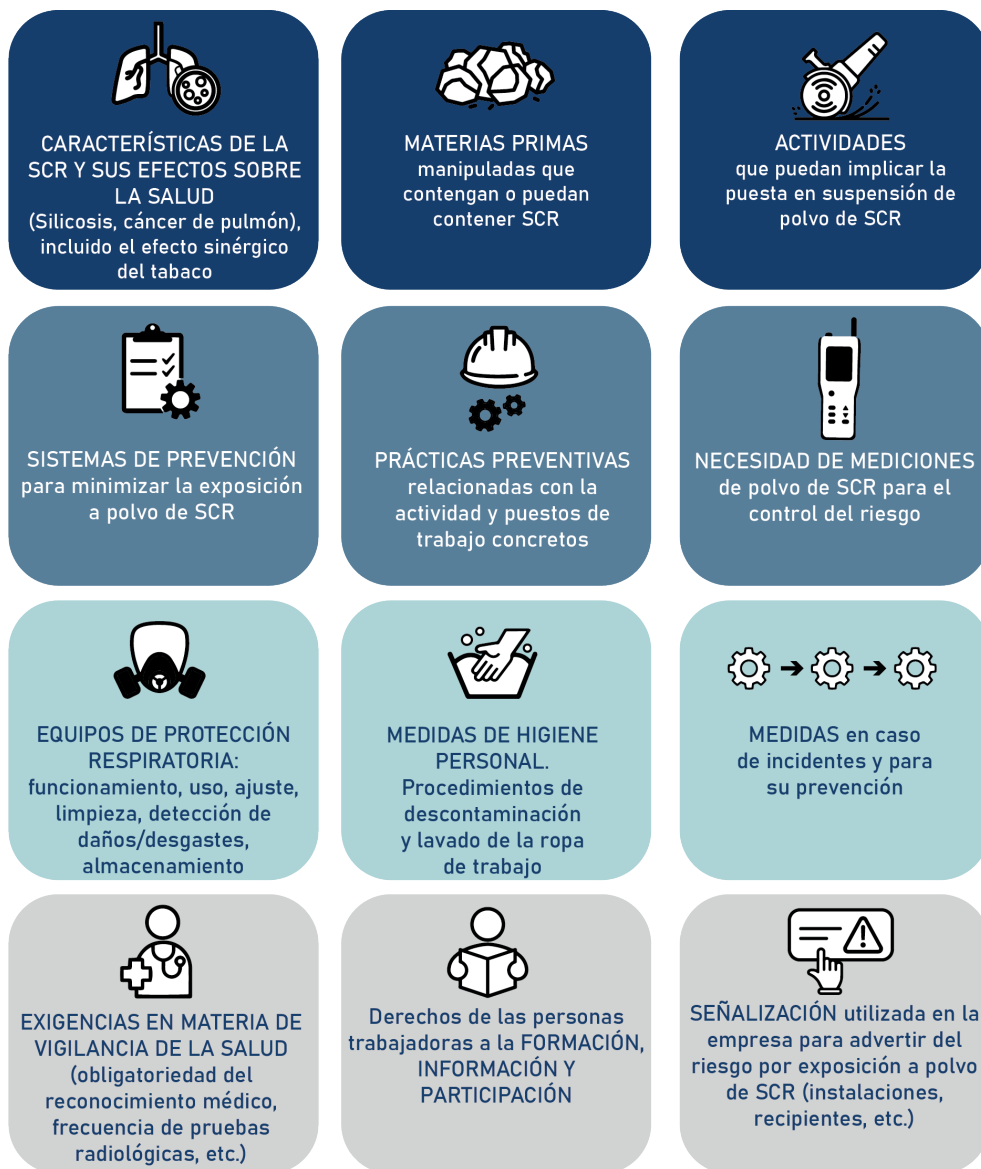 CARACTERÍSTICAS DE LA
SCR Y SUS EFECTOS SOBRE
LA SALUD
(Silicosis, cáncer de pulmón),
incluido el efecto sinérgico
del tabaco
MATERIAS PRIMAS
manipuladas que
contengan o puedan
contener SCR
ACTIVIDADES
que puedan implicar la
puesta en suspensión de
polvo de SCR
SISTEMAS DE PREVENCIÓN
para minimizar la exposición
a polvo de SCR
PRÁCTICAS PREVENTIVAS
relacionadas con la
actividad y puestos de
trabajo concretos
NECESIDAD DE MEDICIONES
de polvo de SCR para el
control del riesgo
EQUIPOS DE PROTECCIÓN
RESPIRATORIA:
funcionamiento, uso, ajuste,
limpieza, detección de
daños/desgastes,
almacenamiento
MEDIDAS DE HIGIENE
PERSONAL.
Procedimientos de
descontaminación
y lavado de la ropa
de trabajo
MEDIDAS en caso
de incidentes y para
su prevención
EXIGENCIAS EN MATERIA DE
VIGILANCIA DE LA SALUD
(obligatoriedad del
reconocimiento médico,
frecuencia de pruebas
radiológicas, etc.)
Derechos de las personas
trabajadoras a la FORMACIÓN,
INFORMACIÓN Y
PARTICIPACIÓN
SEÑALIZACIÓN utilizada en la
empresa para advertir del
riesgo por exposición a polvo
de SCR (instalaciones,
recipientes, etc.)